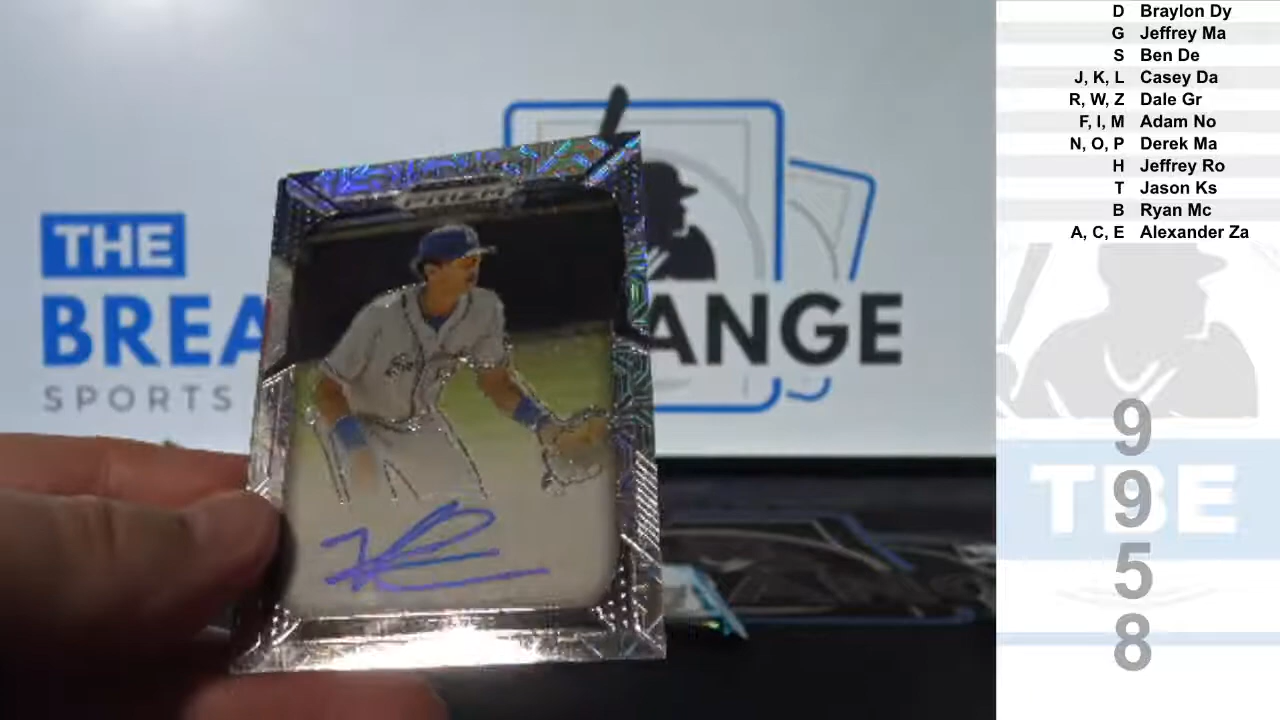 THE
BREA
ANGE
SPORTS
PRIZM
D Braylon Dy
G Jeffrey Ma
S Ben De
J, K, L Casey Da
R, W, Z Dale Gr
F, I, M Adam No
N, O, P Derek Ma
H Jeffrey Ro
T Jason Ks
B Ryan Mc
A, C, E Alexander Za
TBE
9
9
5
8